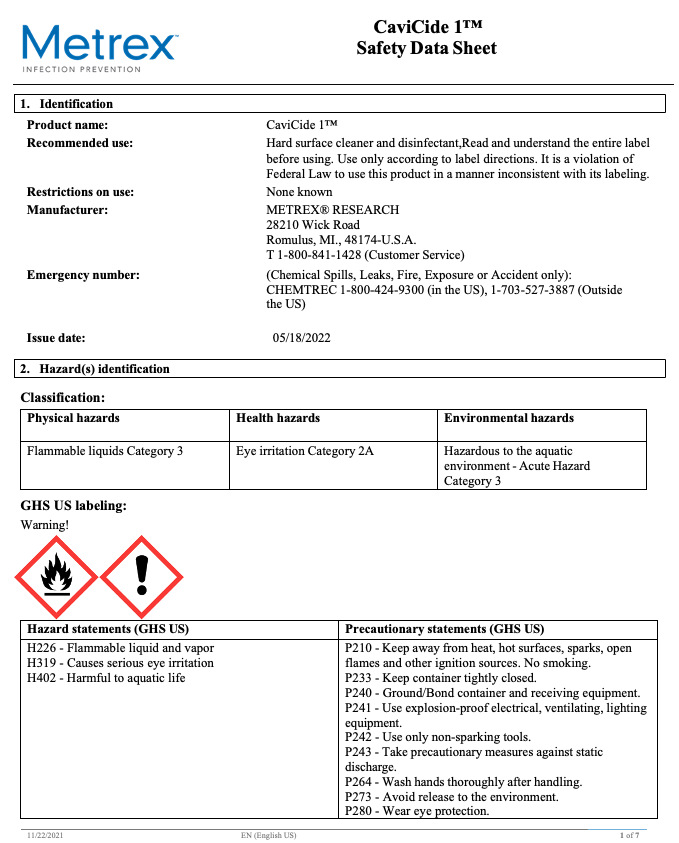 Metrex™
INFECTION PREVENTION
CaviCide 1™
Safety Data Sheet
1. Identification
Product name: CaviCide 1™
Recommended use: Hard surface cleaner and disinfectant,Read and understand the entire label
before using. Use only according to label directions. It is a violation of
Federal Law to use this product in a manner inconsistent with its labeling.
Restrictions on use: None known
Manufacturer: METREX® RESEARCH
28210 Wick Road
Romulus, MI., 48174-U.S.A.
T 1-800-841-1428 (Customer Service)
Emergency number: (Chemical Spills, Leaks, Fire, Exposure or Accident only):
CHEMTREC 1-800-424-9300 (in the US), 1-703-527-3887 (Outside
the US)
Issue date: 05/18/2022
2. Hazard(s) identification
Classification:
Physical hazards Health hazards Environmental hazards
Flammable liquids Category 3 Eye irritation Category 2A Hazardous to the aquatic
environment - Acute Hazard
Category 3
GHS US labeling:
Warning!
Hazard statements (GHS US) Precautionary statements (GHS US)
H226 - Flammable liquid and vapor
H319 - Causes serious eye irritation
H402 - Harmful to aquatic life
P210 - Keep away from heat, hot surfaces, sparks, open
flames and other ignition sources. No smoking.
P233 - Keep container tightly closed.
P240 - Ground/Bond container and receiving equipment.
P241 - Use explosion-proof electrical, ventilating, lighting
equipment.
P242 - Use only non-sparking tools.
P243 - Take precautionary measures against static
discharge.
P264 - Wash hands thoroughly after handling.
P273 - Avoid release to the environment.
P280 - Wear eye protection.
11/22/2021 EN (English US) 1 of 7